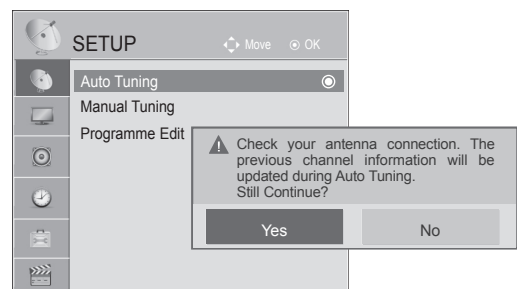 SETUP
Move OK
Auto Tuning
Manual Tuning
Programme Edit
Check your antenna connection. The
previous channel information will be
updated during Auto Tuning.
Still Continue?
Yes No